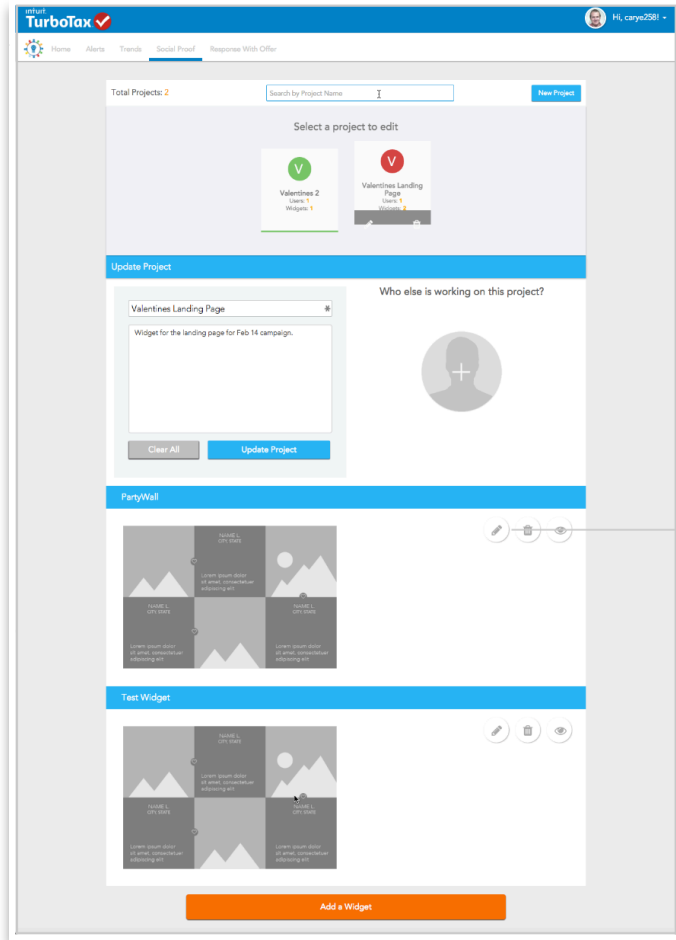 intuit
TurboTax
Hi, carye258!
Home Alerts Trends Social Proof Response With Offer
Total Projects: 2
Search by Project Name
New Project
Select a project to edit
V
Valentines 2
Users: 1
Widgets: 1
V
Valentines Landing
Page
Users: 1
Widgets: 2
Update Project
Valentines Landing Page
Widget for the landing page for Feb 14 campaign.
Clear All
Update Project
Who else is working on this project?
PartyWall
NAME L.
CITY, STATE
Lorem ipsum dolor
sit amet, consectetuer
adipiscing elit
NAME L.
CITY, STATE
Lorem ipsum dolor
sit amet, consectetuer
adipiscing elit
NAME L.
CITY, STATE
Lorem ipsum dolor
sit amet, consectetuer
adipiscing elit
Test Widget
NAME L.
CITY, STATE
Lorem ipsum dolor
sit amet, consectetuer
adipiscing elit
NAME L.
CITY, STATE
Lorem ipsum dolor
sit amet, consectetuer
adipiscing elit
NAME L.
CITY, STATE
Lorem ipsum dolor
sit amet, consectetuer
adipiscing elit
Add a Widget